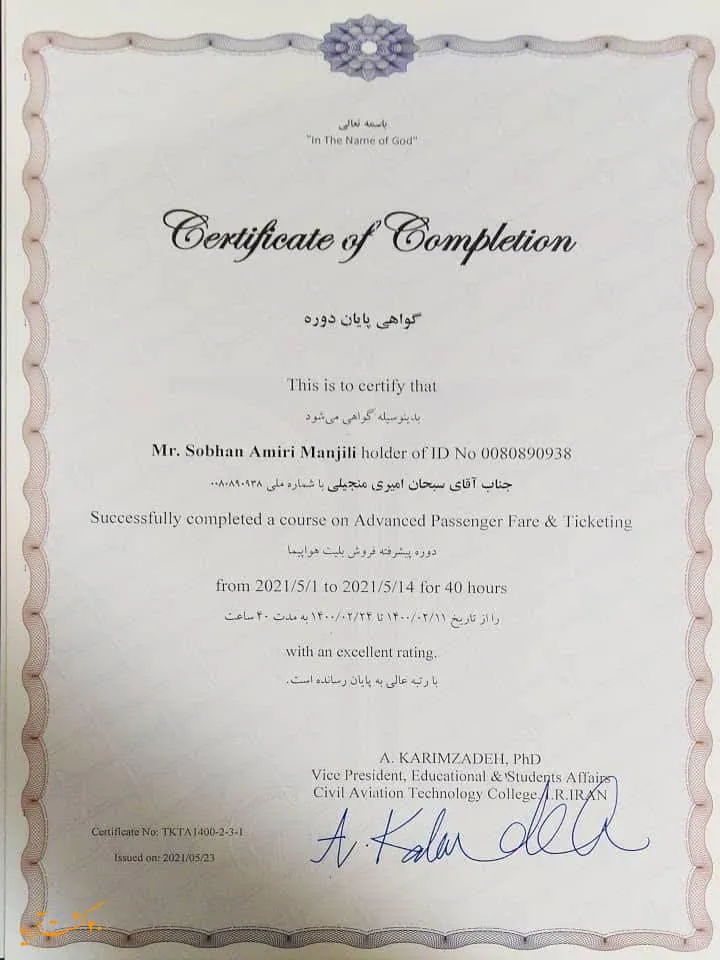 باسمه تعالی
"In The Name of God"
Certificate of Completion
گواهی پایان دوره
This is to certify that
بدینوسیله گواهی می‌شود
Mr. Sobhan Amiri Manjili holder of ID No 0080890938
جناب آقای سبحان امیری منجیلی با شماره ملی ۰۰۸۰۸۹۰۹۳۸
Successfully completed a course on Advanced Passenger Fare & Ticketing
دوره پیشرفته فروش بلیت هواپیما
from 2021/5/1 to 2021/5/14 for 40 hours
را از تاریخ ۱۴۰۰/۰۲/۱۱ تا ۱۴۰۰/۰۲/۲۴ به مدت ۴۰ ساعت
with an excellent rating.
با رتبه عالی به پایان رسانده است.
A. KARIMZADEH, PhD
Vice President, Educational & Students Affairs
Civil Aviation Technology College, I.R.IRAN
Certificate No: TKTA1400-2-3-1
Issued on: 2021/05/23